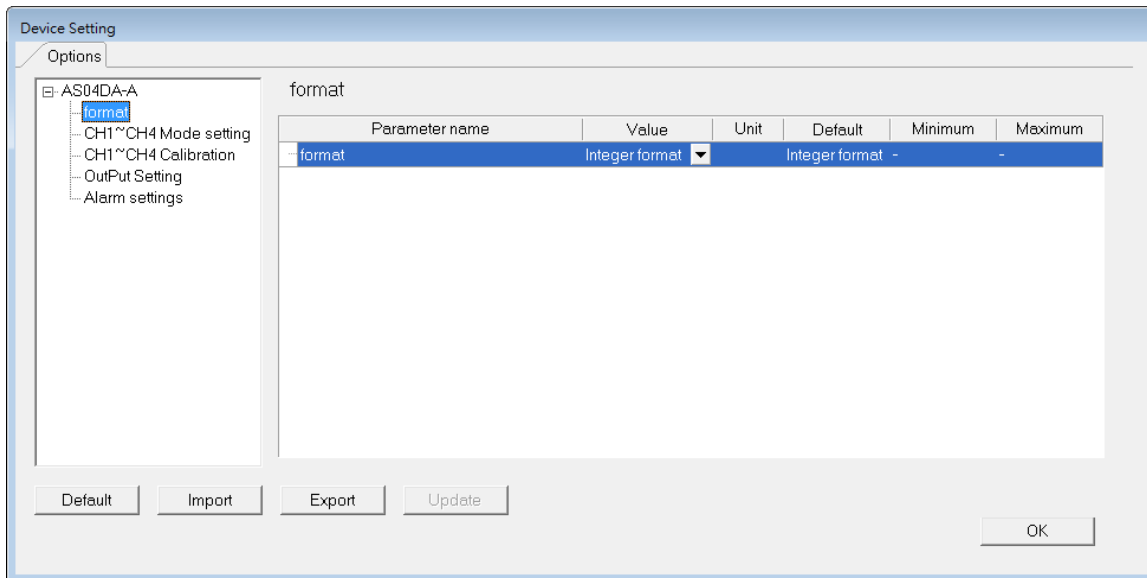 Device Setting
Options
AS04DA-A
format
CH1~CH4 Mode setting
CH1~CH4 Calibration
OutPut Setting
Alarm settings
format
Parameter name Value Unit Default Minimum Maximum
format Integer format Integer format - -
Default Import Export Update
OK